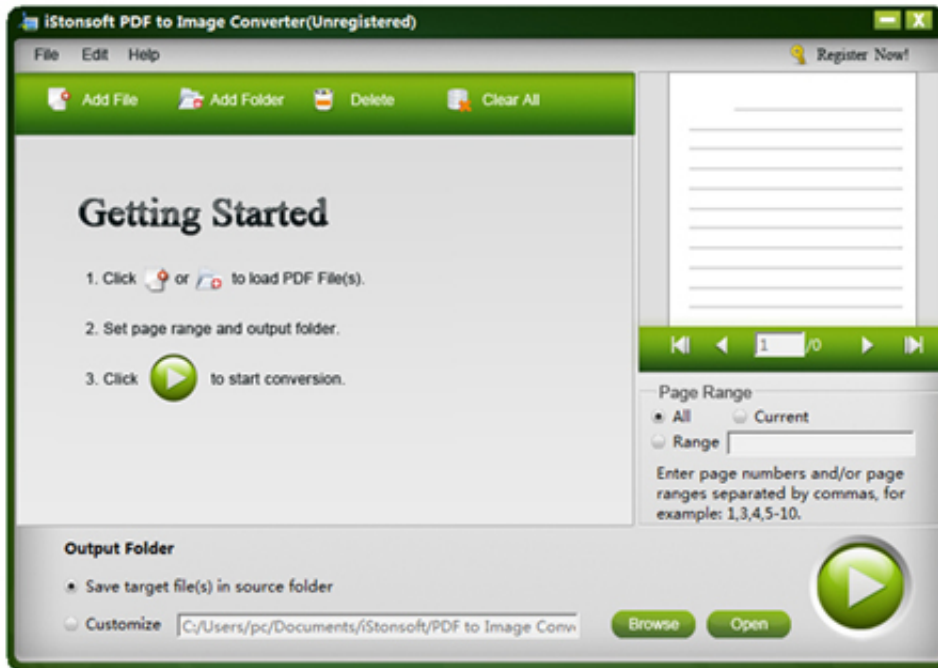 iStonsoft PDF to Image Converter(Unregistered)
File Edit Help Register Now!
Add File Add Folder Delete Clear All
Getting Started
1. Click or to load PDF File(s).
2. Set page range and output folder.
3. Click to start conversion.
1 /0
Page Range
All Current
Range
Enter page numbers and/or page
ranges separated by commas, for
example: 1,3,4,5-10.
Output Folder
Save target file(s) in source folder
Customize C:/Users/pc/Documents/iStonsoft/PDF to Image Conv
Browse Open